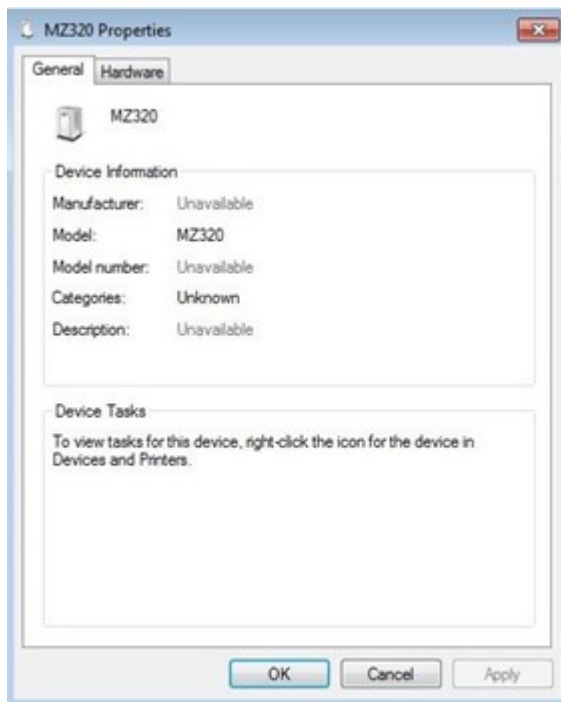 MZ320 Properties
General Hardware
MZ320
Device Information
Manufacturer: Unavailable
Model: MZ320
Model number: Unavailable
Categories: Unknown
Description: Unavailable
Device Tasks
To view tasks for this device, right-click the icon for the device in
Devices and Printers.
OK Cancel Apply